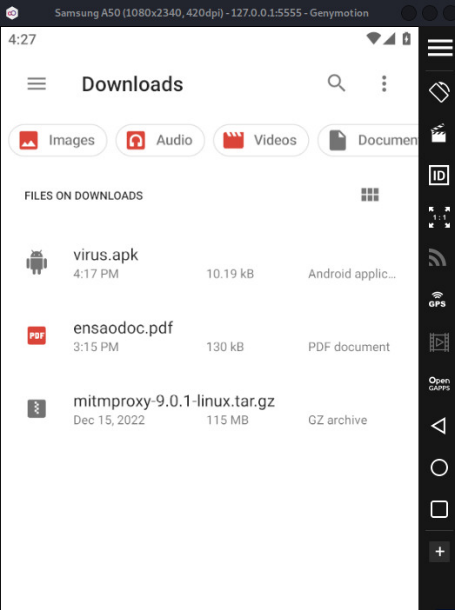 Samsung A50 (1080x2340, 420dpi) - 127.0.0.1:5555 - Genymotion
4:27
Downloads
Images Audio Videos Documen
FILES ON DOWNLOADS
virus.apk
4:17 PM 10.19 kB Android applic...
PDF ensaodoc.pdf
3:15 PM 130 kB PDF document
mitmproxy-9.0.1-linux.tar.gz
Dec 15, 2022 115 MB GZ archive
ID
1:1
GPS
Open
GAPPS